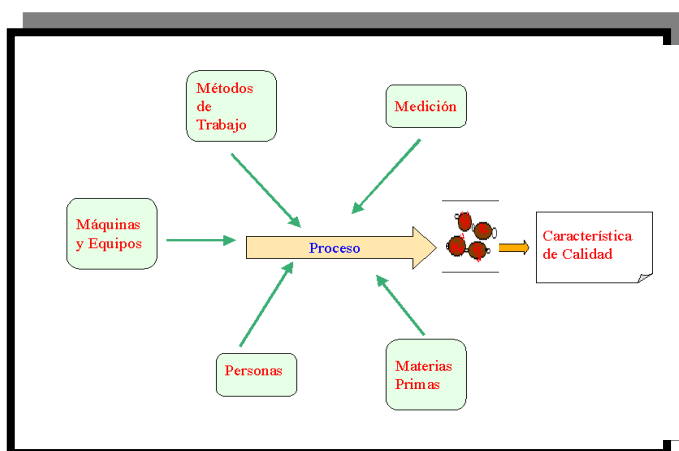 Métodos
de
Trabajo
Medición
Máquinas
y Equipos
Proceso
Característica
de Calidad
Personas
Materias
Primas